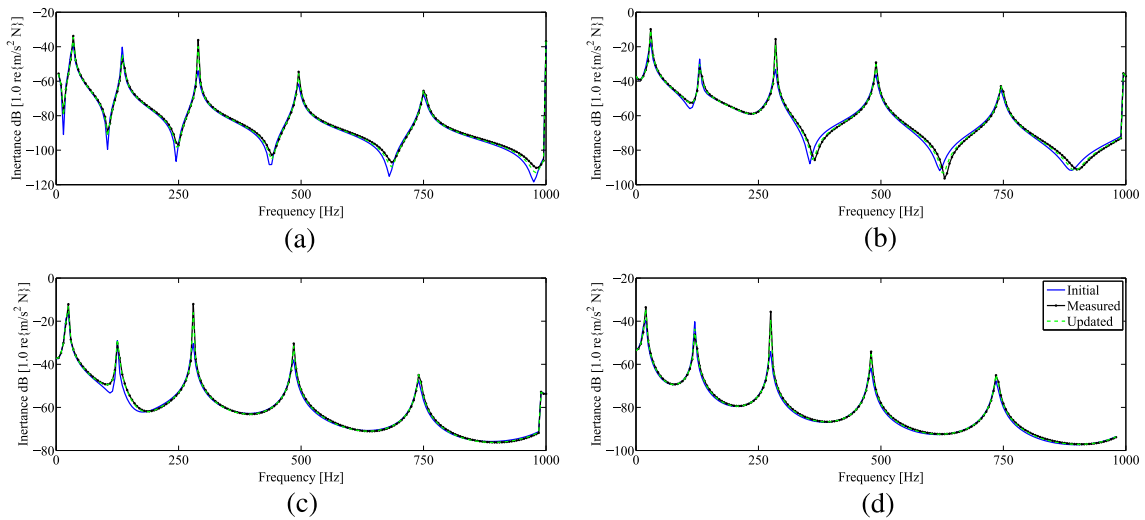 −20
−40
−60
−80
−100
−120
0
250
500
750
1000
Inertance dB [1.0 re{m/s² N}]
Frequency [Hz]
(a)
0
−20
−40
−60
−80
−100
0
250
500
750
1000
Inertance dB [1.0 re{m/s² N}]
Frequency [Hz]
(b)
0
−20
−40
−60
−80
0
250
500
750
1000
Inertance dB [1.0 re{m/s² N}]
Frequency [Hz]
(c)
−20
−40
−60
−80
−100
0
250
500
750
1000
Inertance dB [1.0 re{m/s² N}]
Frequency [Hz]
Initial
Measured
Updated
(d)